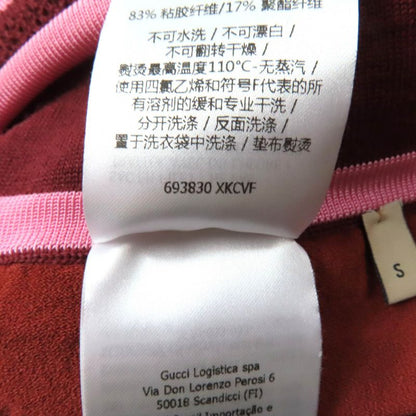 83% 粘胶纤维/17% 聚酯纤维
不可水洗 / 不可漂白 /
不可翻转干燥 /
熨烫最高温度110°C-无蒸汽 /
使用四氯乙烯和符号F代表的所
有溶剂的缓和专业干洗 /
分开洗涤 / 反面洗涤 /
置于洗衣袋中洗涤 / 垫布熨烫
693830 XKCVF
S
Gucci Logistica spa
Via Don Lorenzo Perosi 6
50018 Scandicci (FI)
Importação e